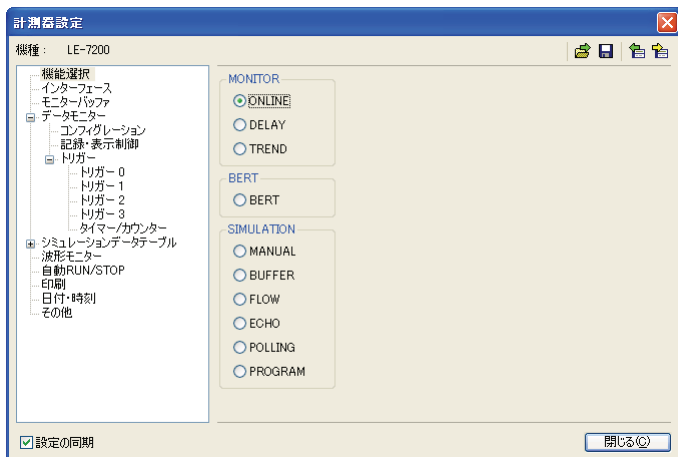 計測器設定
機種： LE-7200
機能選択
インターフェース
モニターバッファ
データモニター
コンフィグレーション
記録・表示制御
トリガー
トリガー 0
トリガー 1
トリガー 2
トリガー 3
タイマー/カウンター
シミュレーションデータテーブル
波形モニター
自動RUN/STOP
印刷
日付・時刻
その他
MONITOR
ONLINE
DELAY
TREND
BERT
BERT
SIMULATION
MANUAL
BUFFER
FLOW
ECHO
POLLING
PROGRAM
設定の同期
閉じる(C)